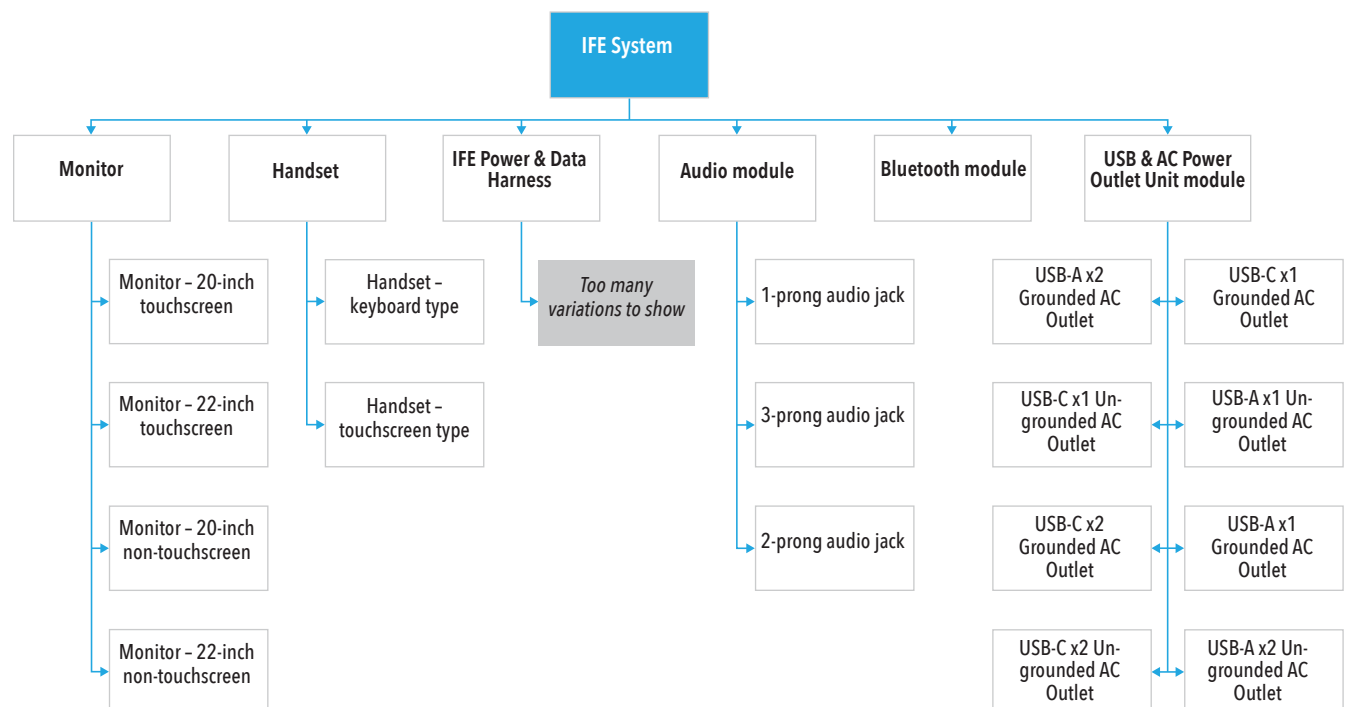 IFE System
Monitor
Handset
IFE Power & Data
Harness
Audio module
Bluetooth module
USB & AC Power
Outlet Unit module
Monitor – 20-inch
touchscreen
Monitor – 22-inch
touchscreen
Monitor – 20-inch
non-touchscreen
Monitor – 22-inch
non-touchscreen
Handset –
keyboard type
Handset –
touchscreen type
Too many
variations to show
1-prong audio jack
3-prong audio jack
2-prong audio jack
USB-A x2
Grounded AC
Outlet
USB-C x1
Grounded AC
Outlet
USB-C x1 Un-
grounded AC
Outlet
USB-A x1 Un-
grounded AC
Outlet
USB-C x2
Grounded AC
Outlet
USB-A x1
Grounded AC
Outlet
USB-C x2 Un-
grounded AC
Outlet
USB-A x2 Un-
grounded AC
Outlet